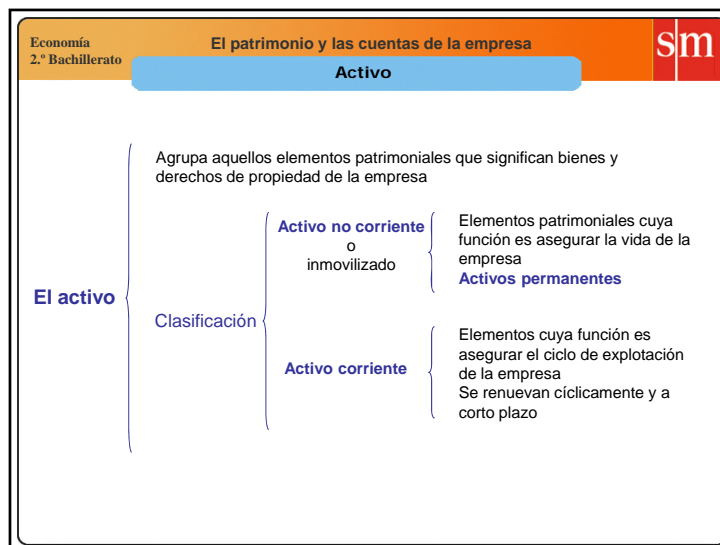 Economía
2.º Bachillerato
El patrimonio y las cuentas de la empresa
sm
Activo
Agrupa aquellos elementos patrimoniales que significan bienes y
derechos de propiedad de la empresa
El activo
Clasificación
Activo no corriente
o
inmovilizado
Elementos patrimoniales cuya
función es asegurar la vida de la
empresa
Activos permanentes
Activo corriente
Elementos cuya función es
asegurar el ciclo de explotación
de la empresa
Se renuevan cíclicamente y a
corto plazo